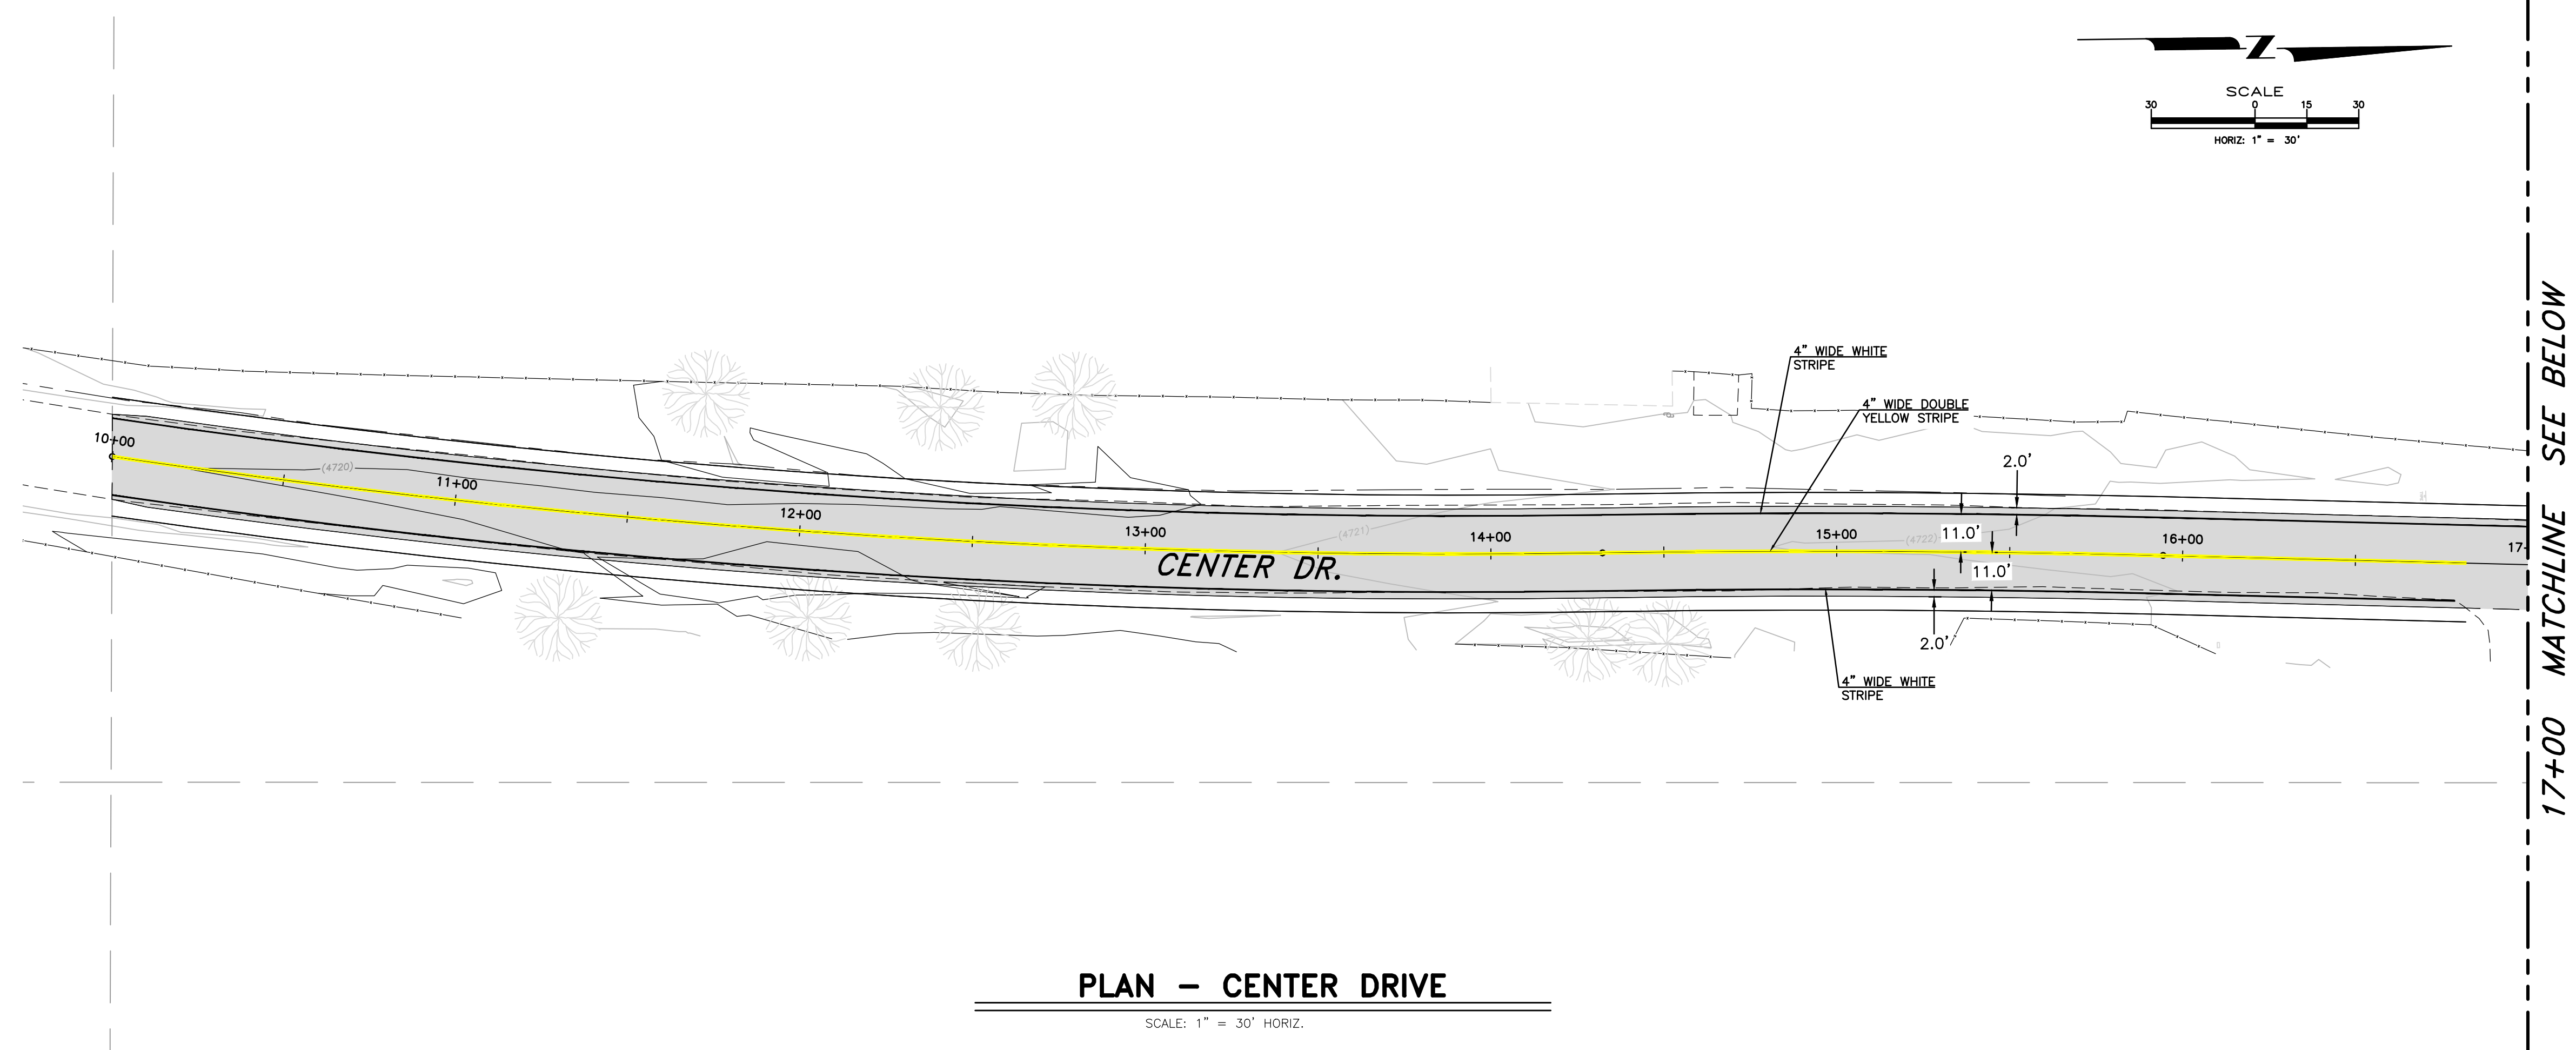 Z
SCALE
30 0 15 30
HORIZ: 1" = 30'
4" WIDE WHITE
STRIPE
4" WIDE DOUBLE
YELLOW STRIPE
10+00
(4720)
11+00
12+00
13+00
(4721)
14+00
15+00
(4722)
16+00
17+
2.0'
11.0'
11.0'
2.0'
CENTER DR.
4" WIDE WHITE
STRIPE
17+00 MATCHLINE SEE BELOW
PLAN - CENTER DRIVE
SCALE: 1" = 30' HORIZ.